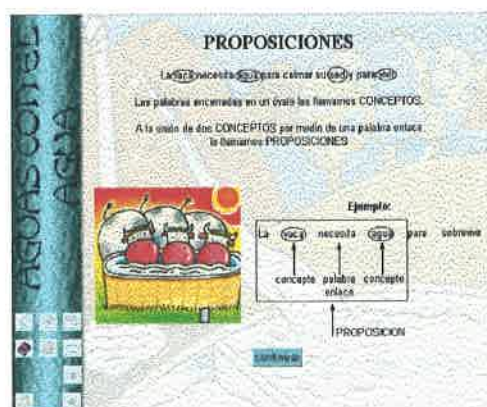 AGUAS CON EL AGUA
PROPOSICIONES
La vaca necesita agua para calmar su sed y para vivir
Las palabras encerradas en un óvalo las llamamos CONCEPTOS.
A la unión de dos CONCEPTOS por medio de una palabra enlace
la llamamos PROPOSICIONES
Ejemplo:
La vaca necesita agua para sobrevivir
concepto palabra concepto
enlace
PROPOSICION
continuar